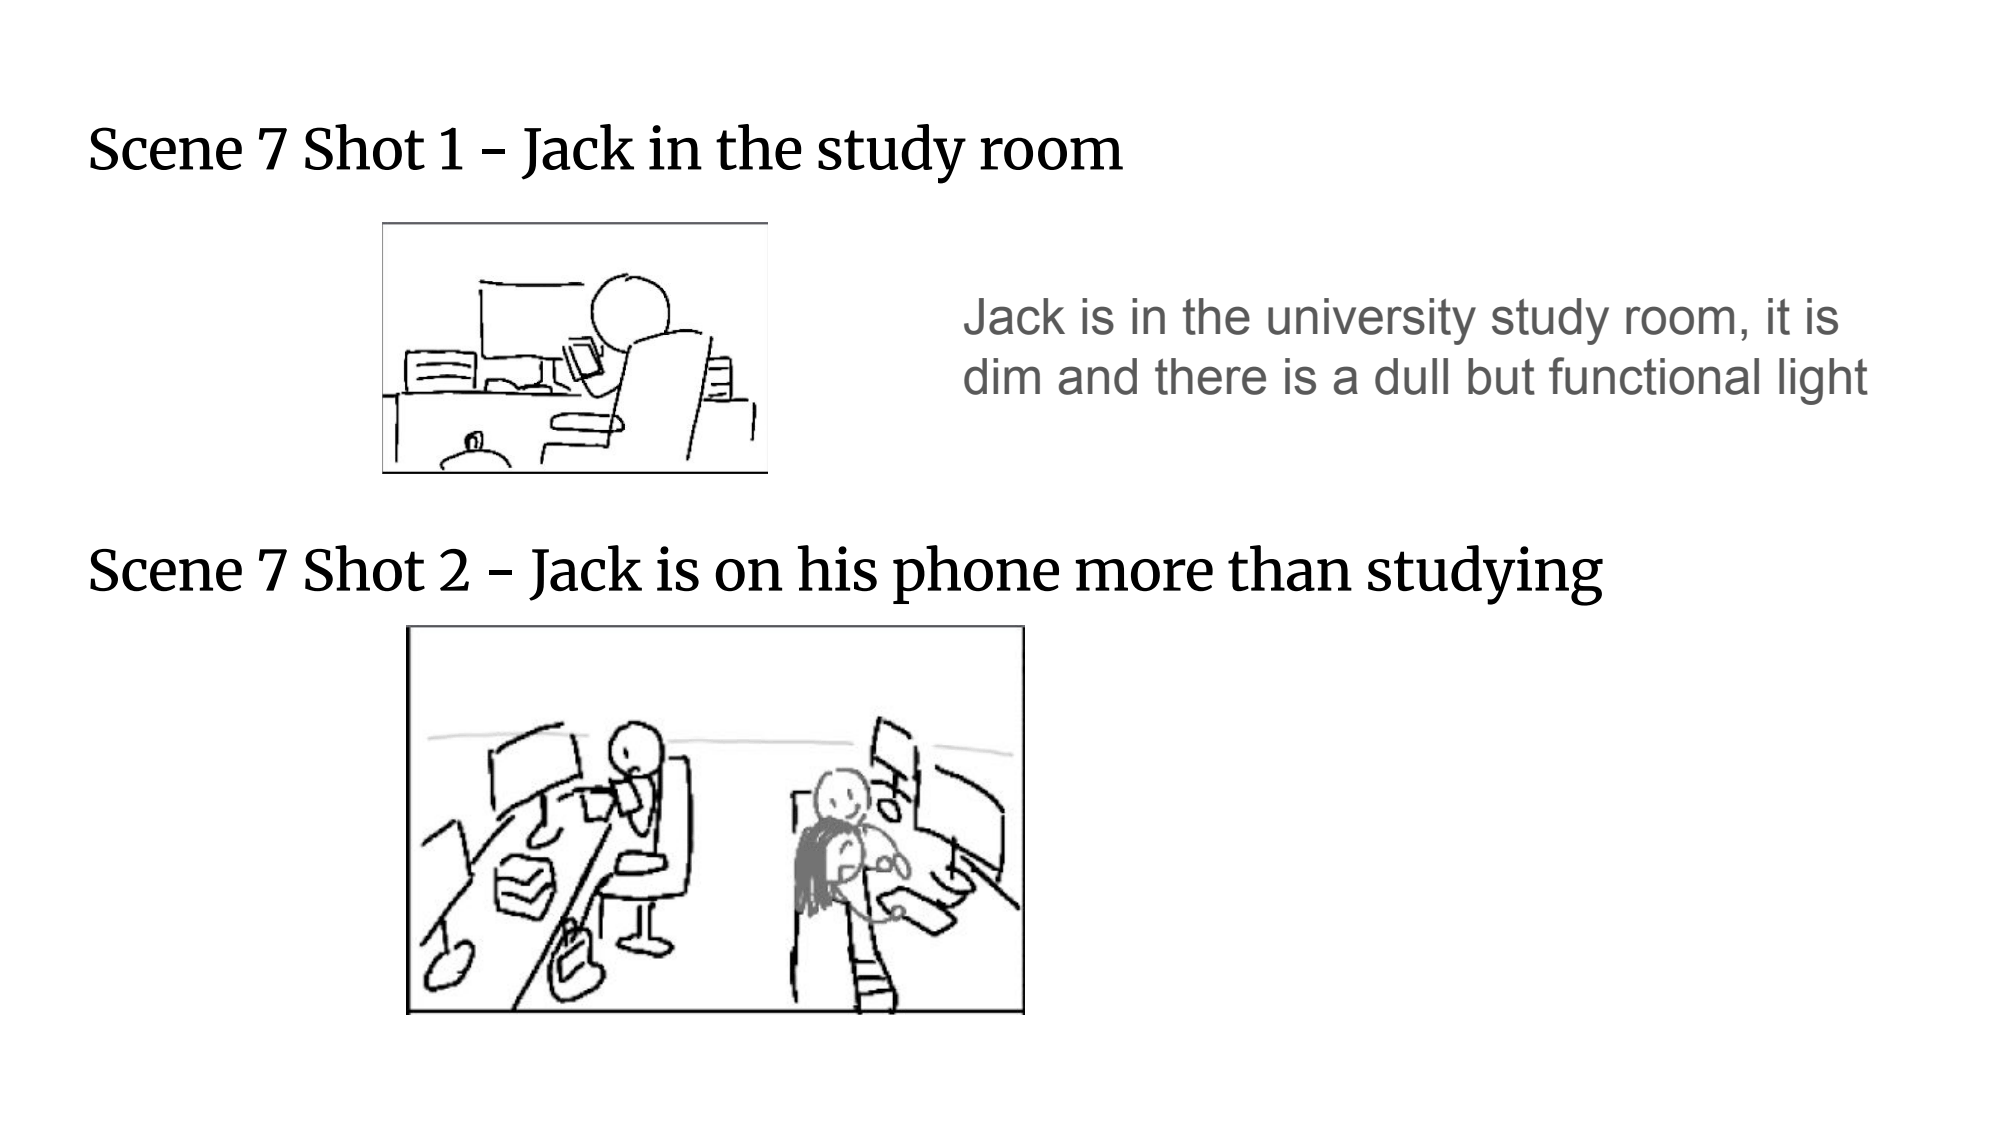 Scene 7 Shot 1 - Jack in the study room
Jack is in the university study room, it is
dim and there is a dull but functional light
Scene 7 Shot 2 - Jack is on his phone more than studying